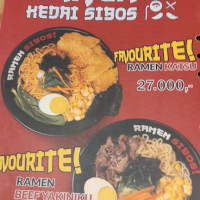 KEDAI SIBOS
RAMEN SIBOS!
FAVOURITE!
RAMEN KATSU
27.000,-
RAMEN SIBOS!
FAVOURITE!
RAMEN
BEEF YAKINIKU